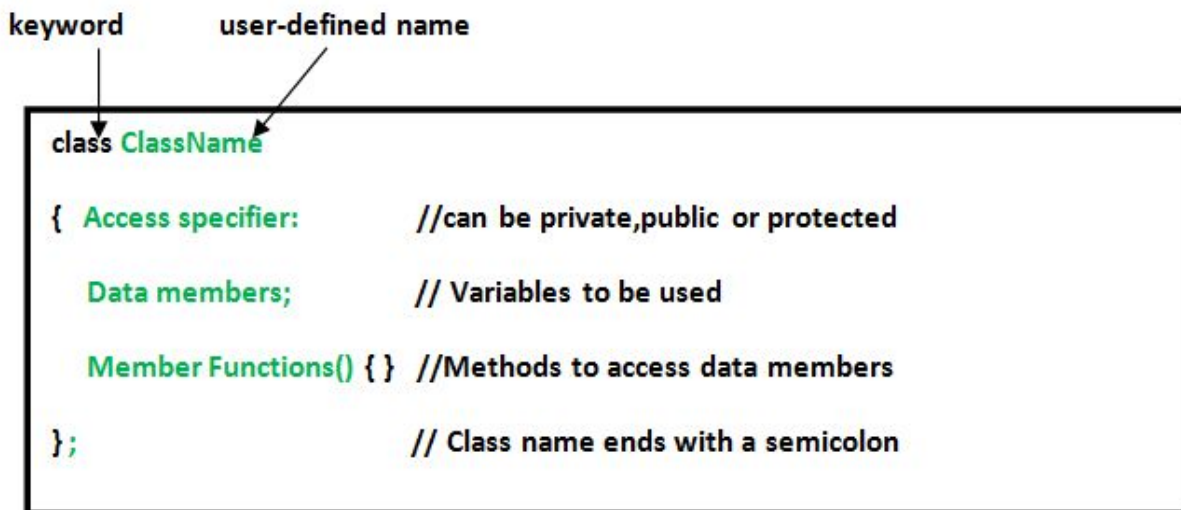 keyword user-defined name
class ClassName
{ Access specifier: //can be private,public or protected
Data members; // Variables to be used
Member Functions() { } //Methods to access data members
} ; // Class name ends with a semicolon